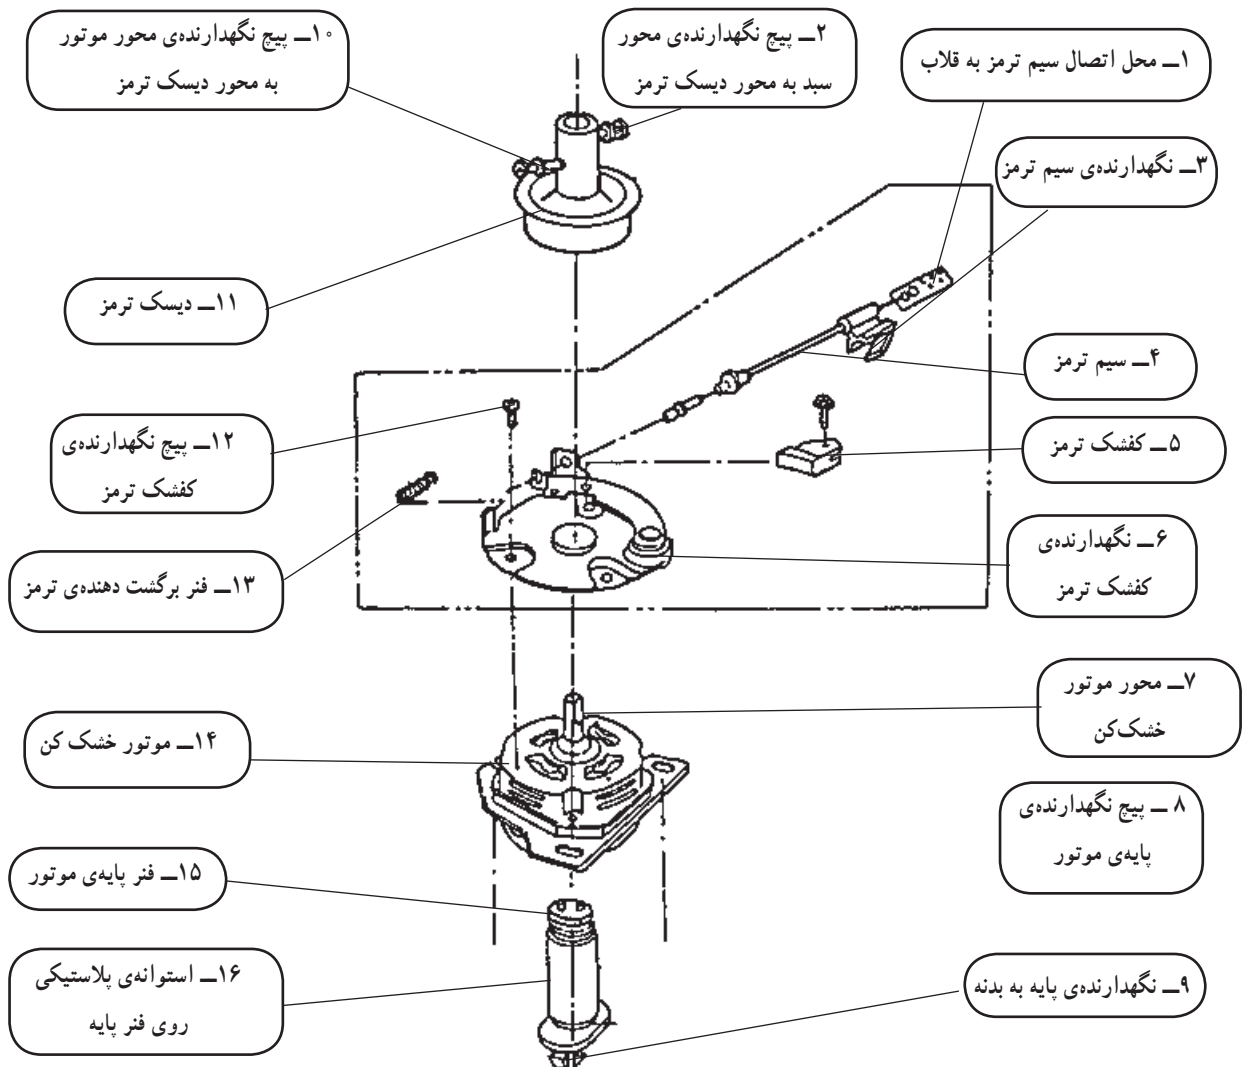 ۱ــ محل اتصال سیم ترمز به قلاب
۲ــ پیچ نگهدارنده‌ی محور
سبد به محور دیسک ترمز
۳ــ نگهدارنده‌ی سیم ترمز
۴ــ سیم ترمز
۵ــ کفشک ترمز
۶ــ نگهدارنده‌ی
کفشک ترمز
۷ــ محور موتور
خشک‌کن
۸ ــ پیچ نگهدارنده‌ی
پایه‌ی موتور
۹ــ نگهدارنده‌ی پایه به بدنه
۱۰ــ پیچ نگهدارنده‌ی محور موتور
به محور دیسک ترمز
۱۱ــ دیسک ترمز
۱۲ــ پیچ نگهدارنده‌ی
کفشک ترمز
۱۳ــ فنر برگشت دهنده‌ی ترمز
۱۴ــ موتور خشک کن
۱۵ــ فنر پایه‌ی موتور
۱۶ــ استوانه‌ی پلاستیکی
روی فنر پایه